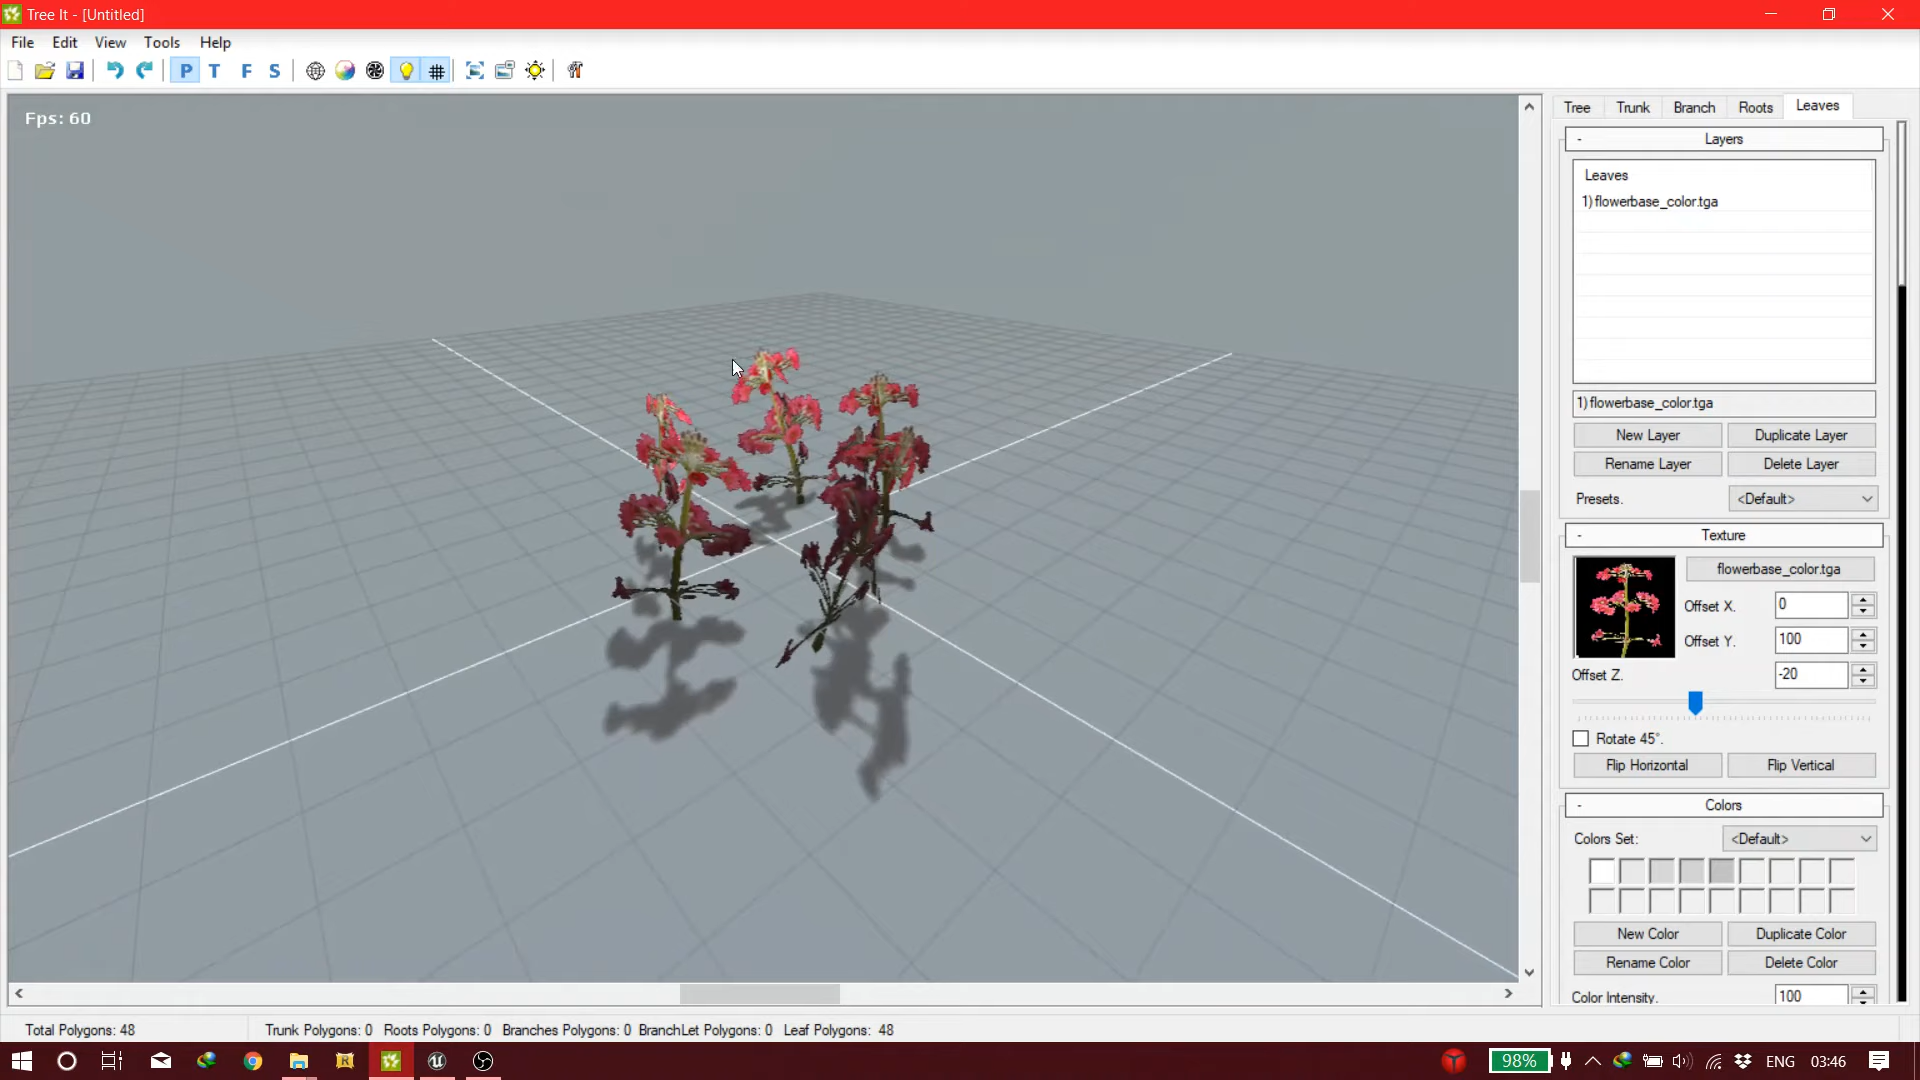 Tree It - [Untitled]
File Edit View Tools Help
P T F S
Fps: 60
Tree Trunk Branch Roots Leaves
- Layers
Leaves
1) flowerbase_color.tga
1) flowerbase_color.tga
New Layer Duplicate Layer
Rename Layer Delete Layer
Presets. <Default>
- Texture
flowerbase_color.tga
Offset X. 0
Offset Y. 100
Offset Z. -20
Rotate 45°.
Flip Horizontal Flip Vertical
- Colors
Colors Set: <Default>
New Color Duplicate Color
Rename Color Delete Color
Color Intensity. 100
Total Polygons: 48 Trunk Polygons: 0 Roots Polygons: 0 Branches Polygons: 0 BranchLet Polygons: 0 Leaf Polygons: 48
98% ENG 03:46